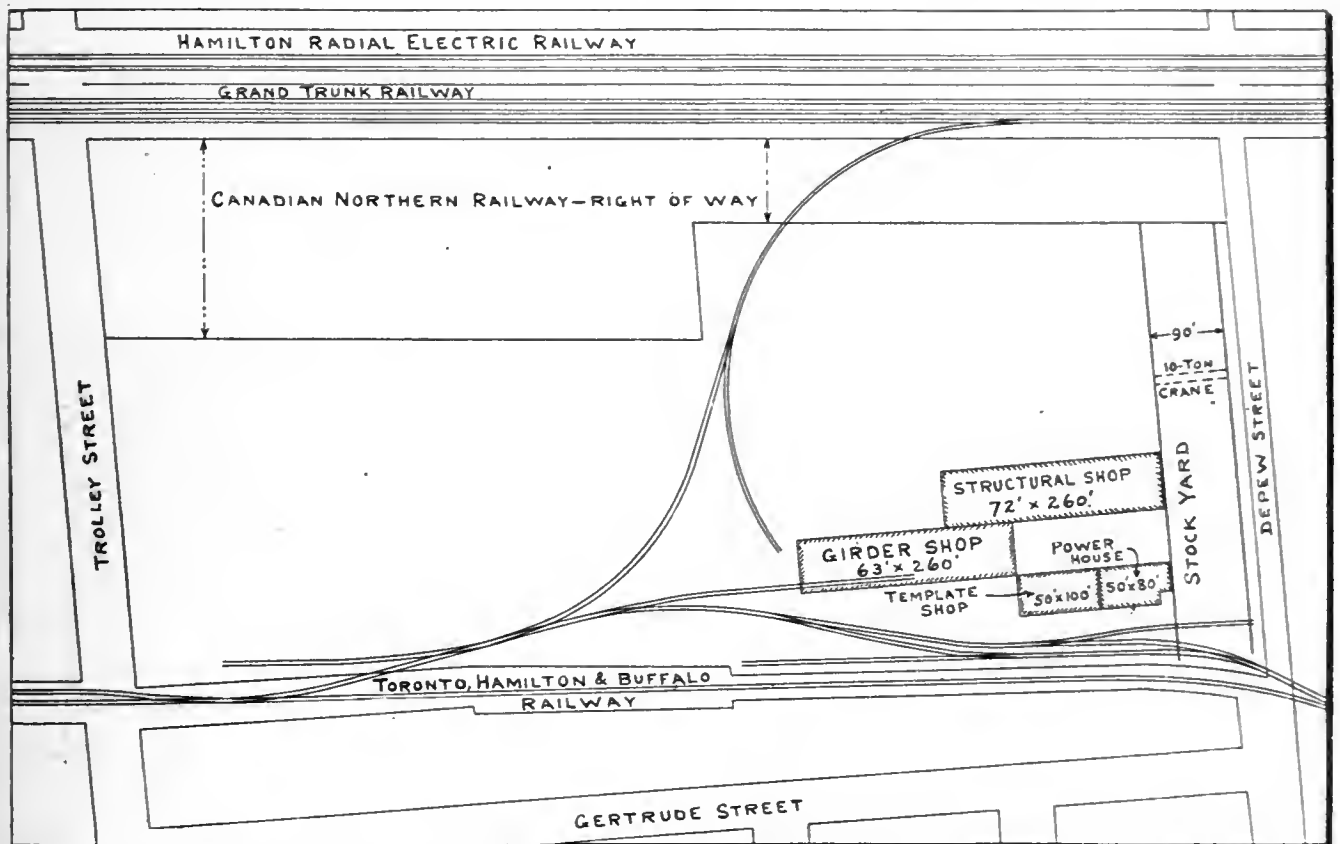 HAMILTON RADIAL ELECTRIC RAILWAY
GRAND TRUNK RAILWAY
CANADIAN NORTHERN RAILWAY—RIGHT OF WAY
90'
10-TON
CRANE
TROLLEY STREET
STOCK YARD
DEPEW STREET
STRUCTURAL SHOP
72' x 260'
GIRDER SHOP
63' x 260'
POWER
HOUSE
TEMPLATE
SHOP
50'x100'
50'x80'
TORONTO, HAMILTON & BUFFALO
RAILWAY
GERTRUDE STREET